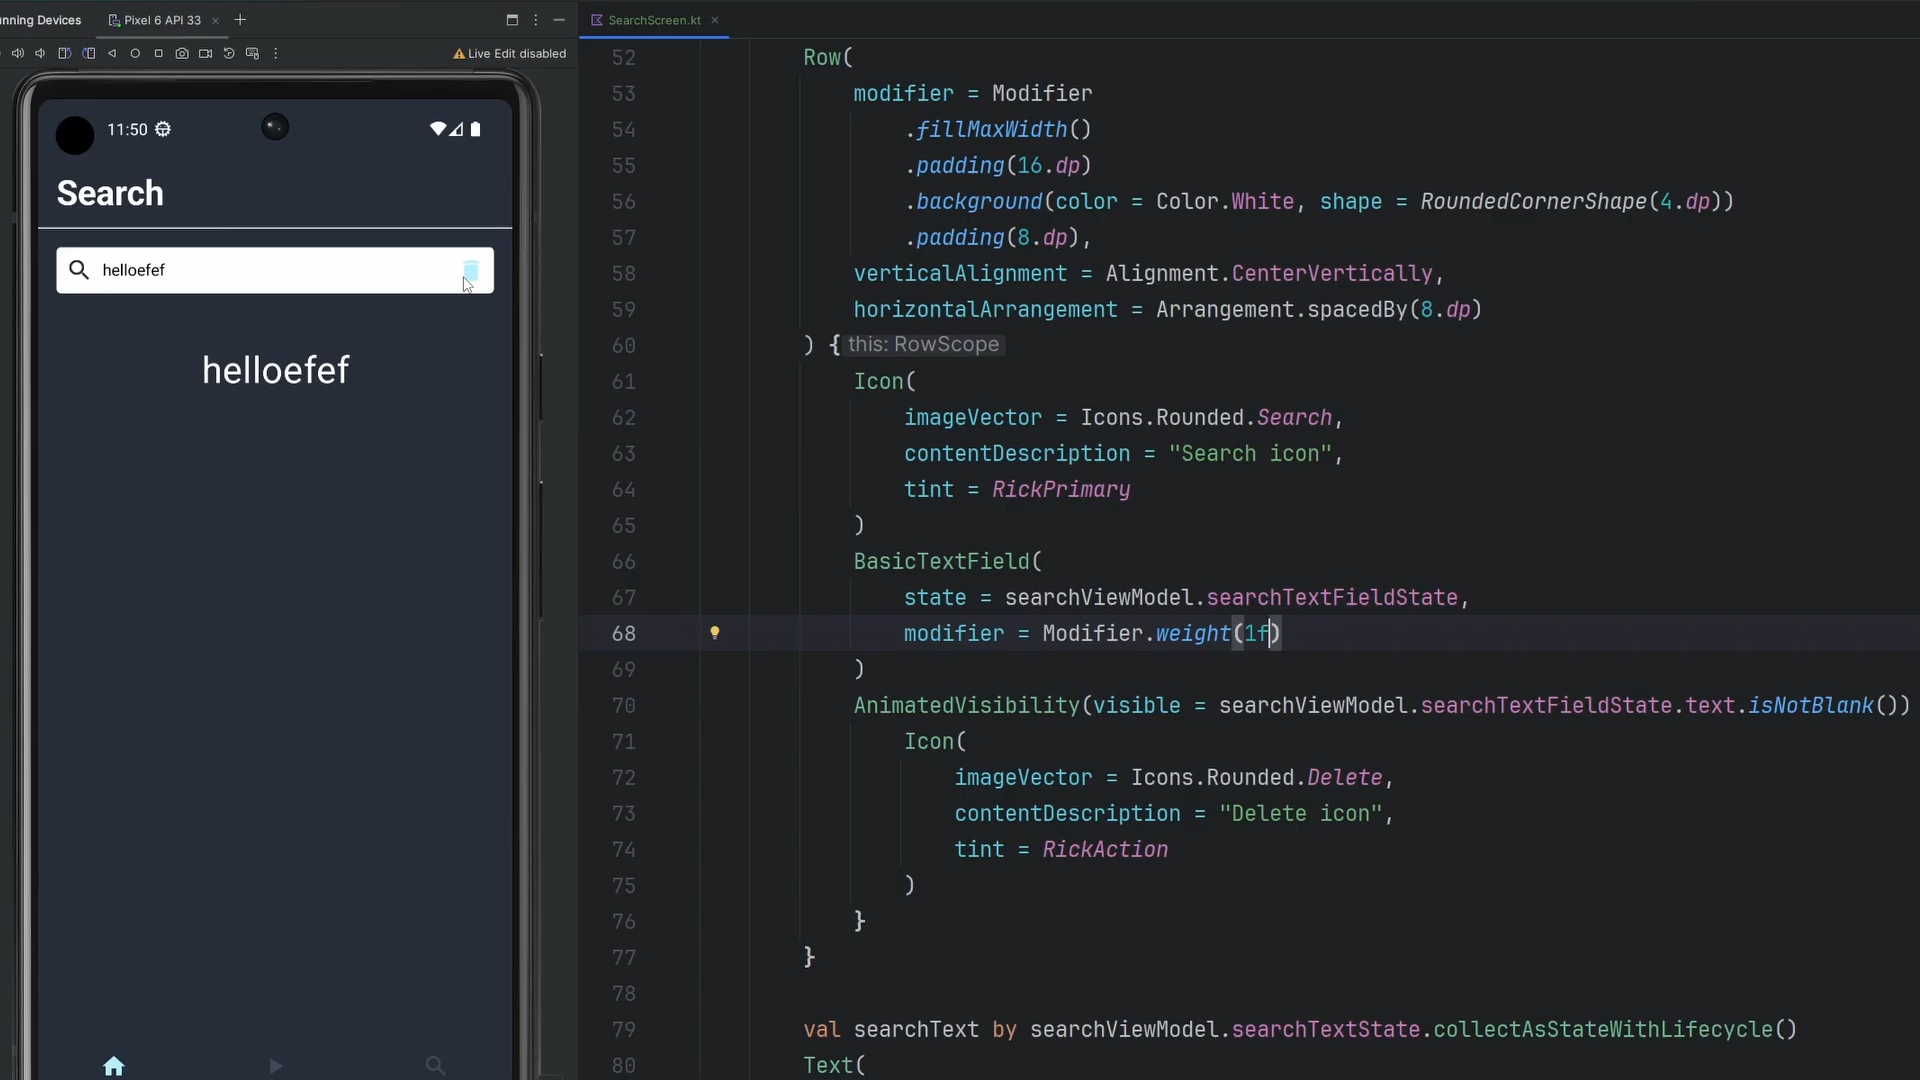 unning Devices
Pixel 6 API 33
Live Edit disabled
11:50
Search
helloefef
helloefef
SearchScreen.kt
52 Row(
53 modifier = Modifier
54 .fillMaxWidth()
55 .padding(16.dp)
56 .background(color = Color.White, shape = RoundedCornerShape(4.dp))
57 .padding(8.dp),
58 verticalAlignment = Alignment.CenterVertically,
59 horizontalArrangement = Arrangement.spacedBy(8.dp)
60 ) { this: RowScope
61 Icon(
62 imageVector = Icons.Rounded.Search,
63 contentDescription = "Search icon",
64 tint = RickPrimary
65 )
66 BasicTextField(
67 state = searchViewModel.searchTextFieldState,
68 modifier = Modifier.weight(1f)
69 )
70 AnimatedVisibility(visible = searchViewModel.searchTextFieldState.text.isNotBlank())
71 Icon(
72 imageVector = Icons.Rounded.Delete,
73 contentDescription = "Delete icon",
74 tint = RickAction
75 )
76 }
77 }
78
79 val searchText by searchViewModel.searchTextState.collectAsStateWithLifecycle()
80 Text(